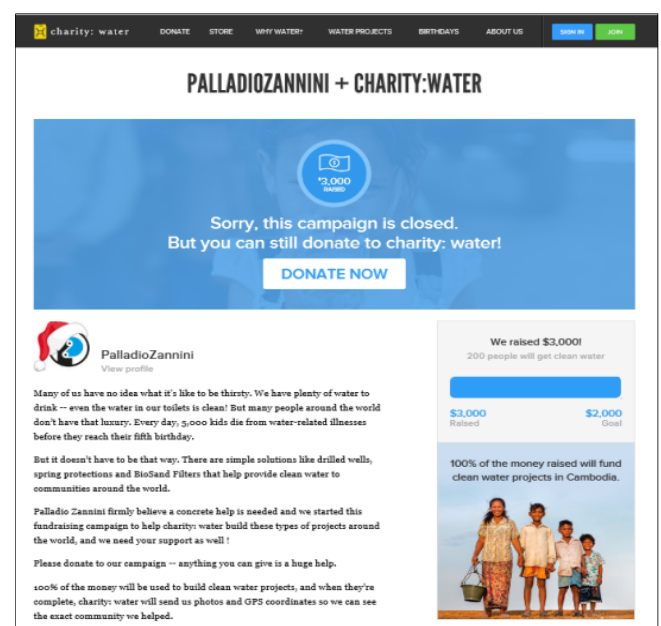 charity: water DONATE STORE WHY WATER? WATER PROJECTS BIRTHDAYS ABOUT US SIGN IN JOIN
PALLADIOZANNINI + CHARITY:WATER
$3,000
RAISED
Sorry, this campaign is closed.
But you can still donate to charity: water!
DONATE NOW
PalladioZannini
View profile
Many of us have no idea what it's like to be thirsty. We have plenty of water to
drink -- even the water in our toilets is clean! But many people around the world
don't have that luxury. Every day, 5,000 kids die from water-related illnesses
before they reach their fifth birthday.
But it doesn't have to be that way. There are simple solutions like drilled wells,
spring protections and BioSand Filters that help provide clean water to
communities around the world.
Palladio Zannini firmly believe a concrete help is needed and we started this
fundraising campaign to help charity: water build these types of projects around
the world, and we need your support as well !
Please donate to our campaign -- anything you can give is a huge help.
100% of the money will be used to build clean water projects, and when they're
complete, charity: water will send us photos and GPS coordinates so we can see
the exact community we helped.
We raised $3,000!
200 people will get clean water
$3,000 $2,000
Raised Goal
100% of the money raised will fund
clean water projects in Cambodia.